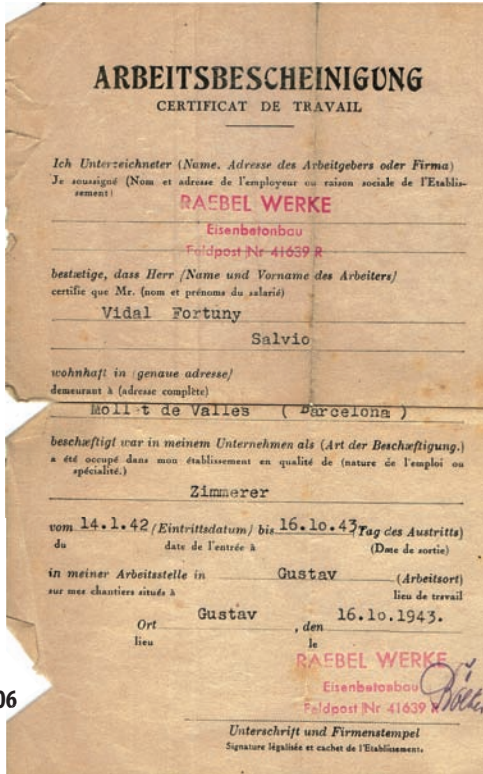 ARBEITSBESCHEINIGUNG
CERTIFICAT DE TRAVAIL
Ich Unterzeichneter (Name, Adresse des Arbeitgebers oder Firma)
Je soussigné (Nom et adresse de l'employeur ou raison sociale de l'Etablis-
sement)
RAEBEL WERKE
Eisenbetonbau
Feldpost Nr 41639 R
bestætige, dass Herr (Name und Vorname des Arbeiters)
certifie que Mr. (nom et prénoms du salarié)
Vidal Fortuny
Salvio
wohnhaft in (genaue adresse)
demeurant à (adresse complète)
Moll t de Valles ( Barcelona )
beschæftigt war in meinem Unternehmen als (Art der Beschæftigung.)
a été occupé dans mon établissement en qualité de (nature de l'emploi ou
spécialité.)
Zimmerer
vom 14.1.42 (Eintrittsdatum) bis 16.10.43 Tag des Austritts)
du date de l'entrée à (Date de sortie)
in meiner Arbeitsstelle in Gustav (Arbeitsort)
sur mes chantiers situés à lieu de travail
Ort Gustav , den 16.10.1943.
lieu le
RAEBEL WERKE
Eisenbetonbau
Feldpost Nr 41639 R
06
Unterschrift und Firmenstempel
Signature légalisée et cachet de l'Etablissement.